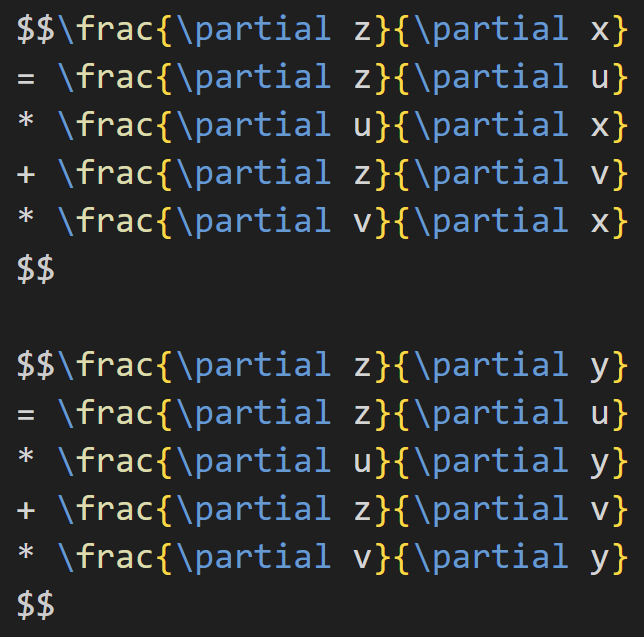 $$\frac{\partial z}{\partial x}
= \frac{\partial z}{\partial u}
* \frac{\partial u}{\partial x}
+ \frac{\partial z}{\partial v}
* \frac{\partial v}{\partial x}
$$
$$\frac{\partial z}{\partial y}
= \frac{\partial z}{\partial u}
* \frac{\partial u}{\partial y}
+ \frac{\partial z}{\partial v}
* \frac{\partial v}{\partial y}
$$